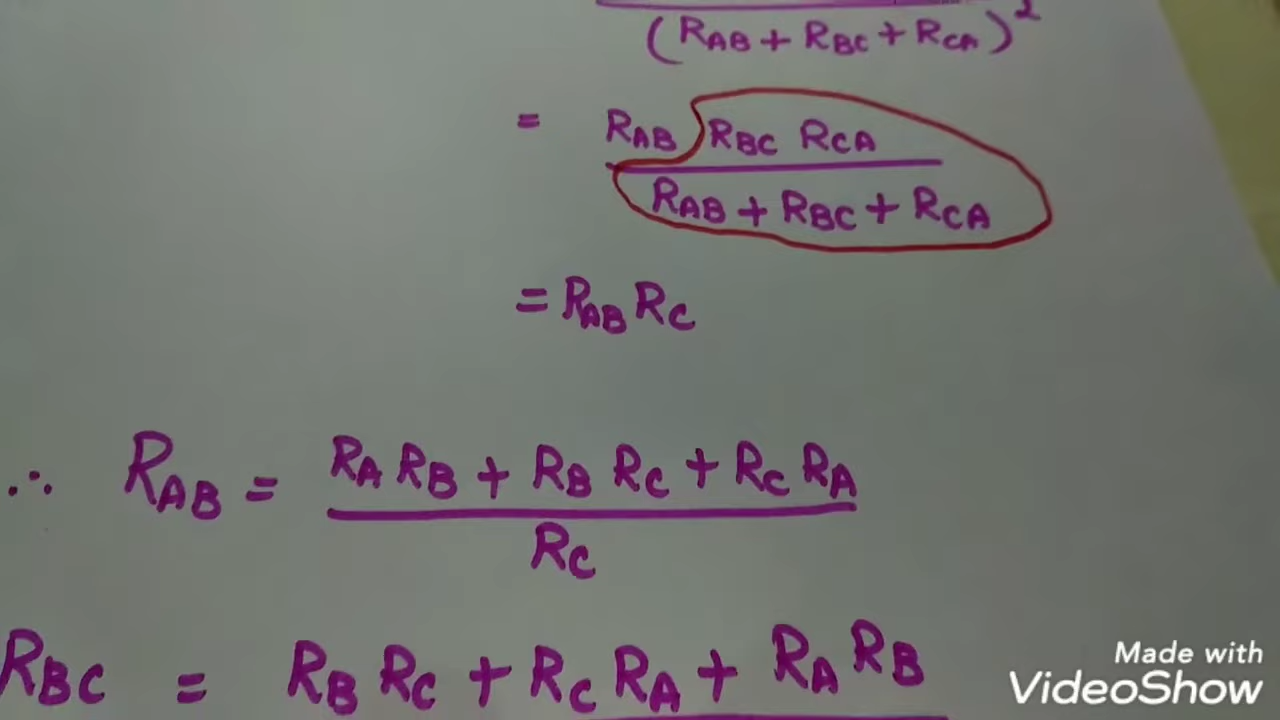 (RAB + RBC + RCA)²
= RAB RBC RCA
RAB + RBC + RCA
= RAB RC
∴ RAB = RA RB + RB RC + RC RA
RC
RBC = RB RC + RC RA + RA RB
Made with
VideoShow